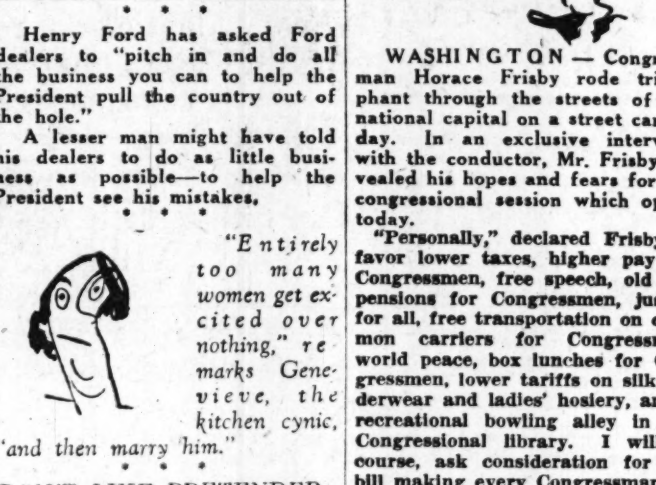 * * *
Henry Ford has asked Ford
dealers to "pitch in and do all
the business you can to help the
President pull the country out of
the hole."
A lesser man might have told
his dealers to do as little busi-
ness as possible—to help the
President see his mistakes.
* * *
"Entirely
too many
women get ex-
cited over
nothing," re-
marks Gene-
vieve, the
kitchen cynic,
"and then marry him."
* * *
WASHINGTON — Congr
man Horace Frisby rode tri
phant through the streets of
national capital on a street car
day. In an exclusive interv
with the conductor, Mr. Frisby
vealed his hopes and fears for
congressional session which op
today.
"Personally," declared Frisby
favor lower taxes, higher pay
Congressmen, free speech, old
pensions for Congressmen, jus
for all, free transportation on c
mon carriers for Congressm
world peace, box lunches for C
gressmen, lower tariffs on silk
derwear and ladies' hosiery, an
recreational bowling alley in
Congressional library. I will
course, ask consideration for
bill making every Congressman